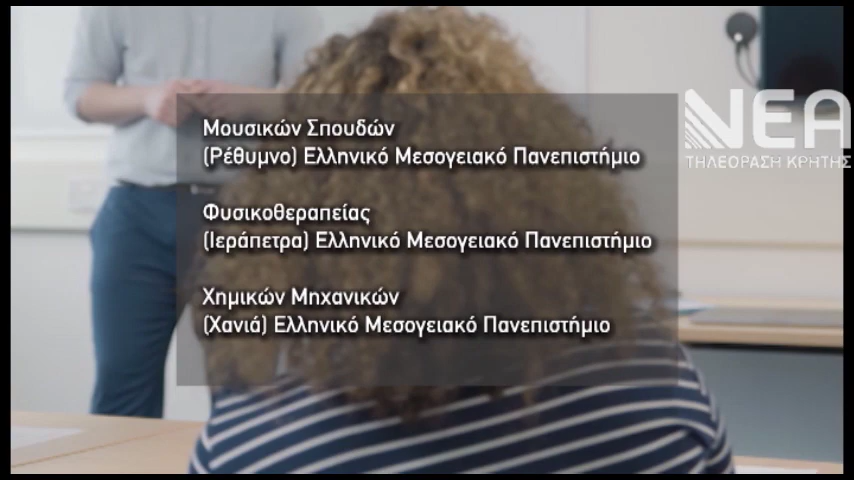 Μουσικών Σπουδών
(Ρέθυμνο) Ελληνικό Μεσογειακό Πανεπιστήμιο
Φυσικοθεραπείας
(Ιεράπετρα) Ελληνικό Μεσογειακό Πανεπιστήμιο
Χημικών Μηχανικών
(Χανιά) Ελληνικό Μεσογειακό Πανεπιστήμιο
ΝΕΑ
ΤΗΛΕΟΡΑΣΗ ΚΡΗΤΗΣ